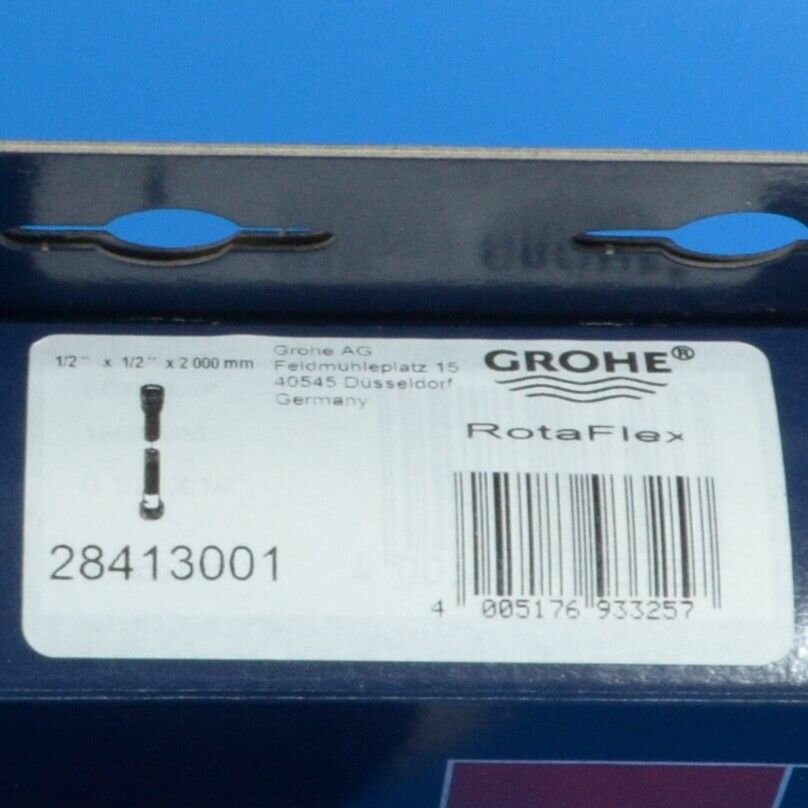 1/2" x 1/2" x 2 000 mm
Grohe AG
Feldmühleplatz 15
40545 Düsseldorf
Germany
GROHE®
RotaFlex
28413001
4 005176 933257